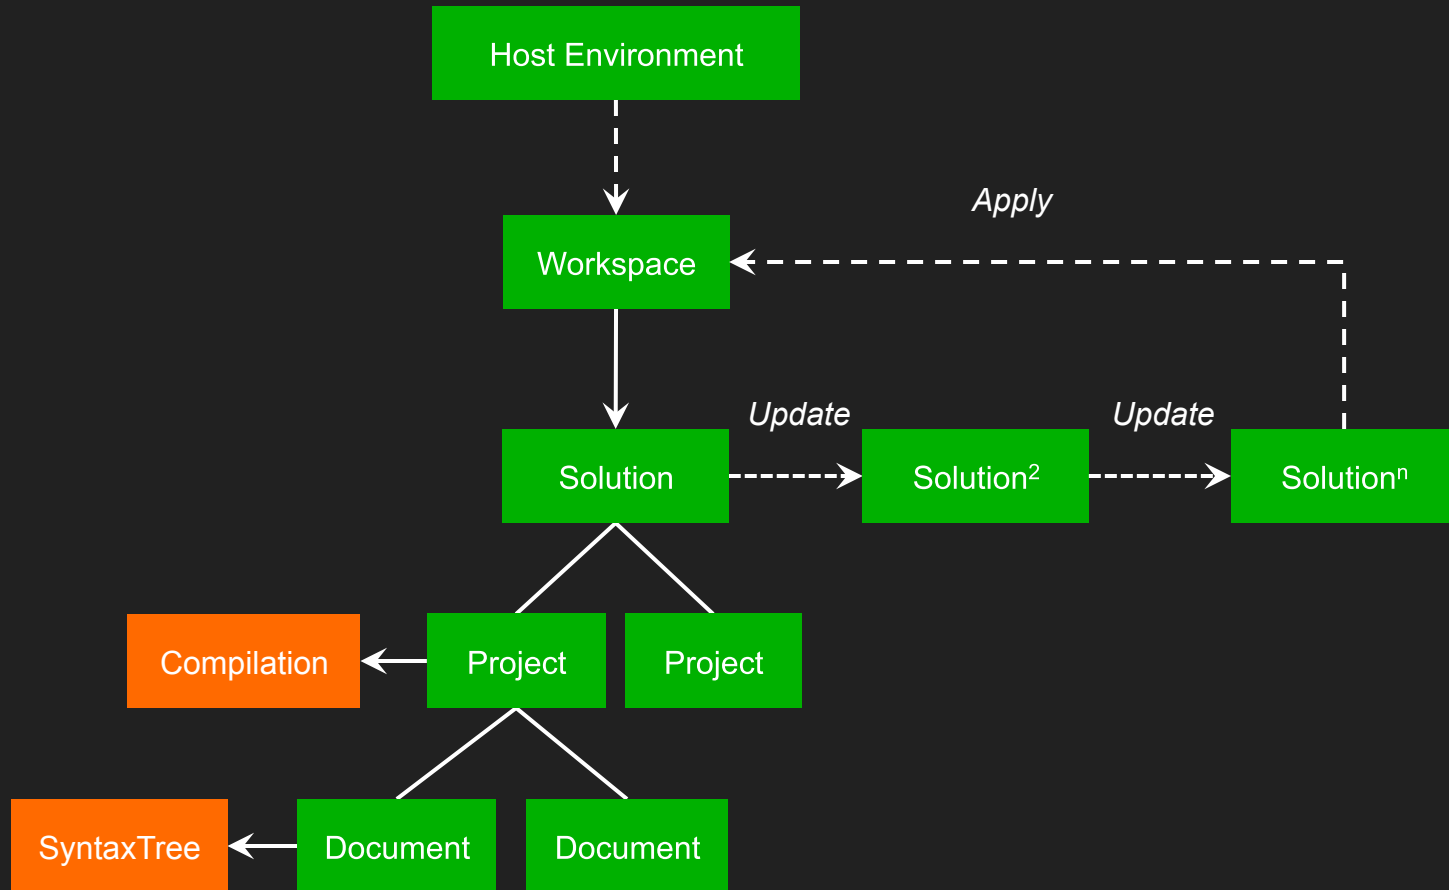 Host Environment
Apply
Workspace
Update
Update
Solution
Solution²
Solutionⁿ
Compilation
Project
Project
SyntaxTree
Document
Document